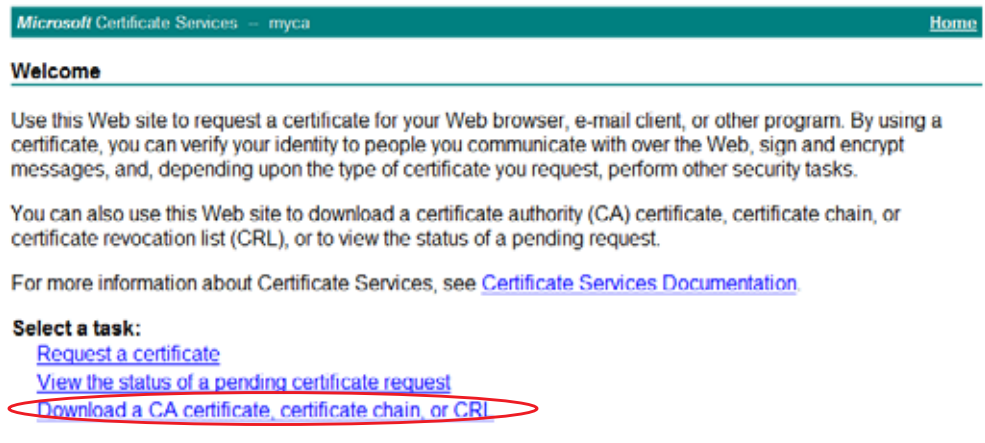 Microsoft Certificate Services -- myca
Home
Welcome
Use this Web site to request a certificate for your Web browser, e-mail client, or other program. By using a
certificate, you can verify your identity to people you communicate with over the Web, sign and encrypt
messages, and, depending upon the type of certificate you request, perform other security tasks.
You can also use this Web site to download a certificate authority (CA) certificate, certificate chain, or
certificate revocation list (CRL), or to view the status of a pending request.
For more information about Certificate Services, see Certificate Services Documentation.
Select a task:
Request a certificate
View the status of a pending certificate request
Download a CA certificate, certificate chain, or CRL